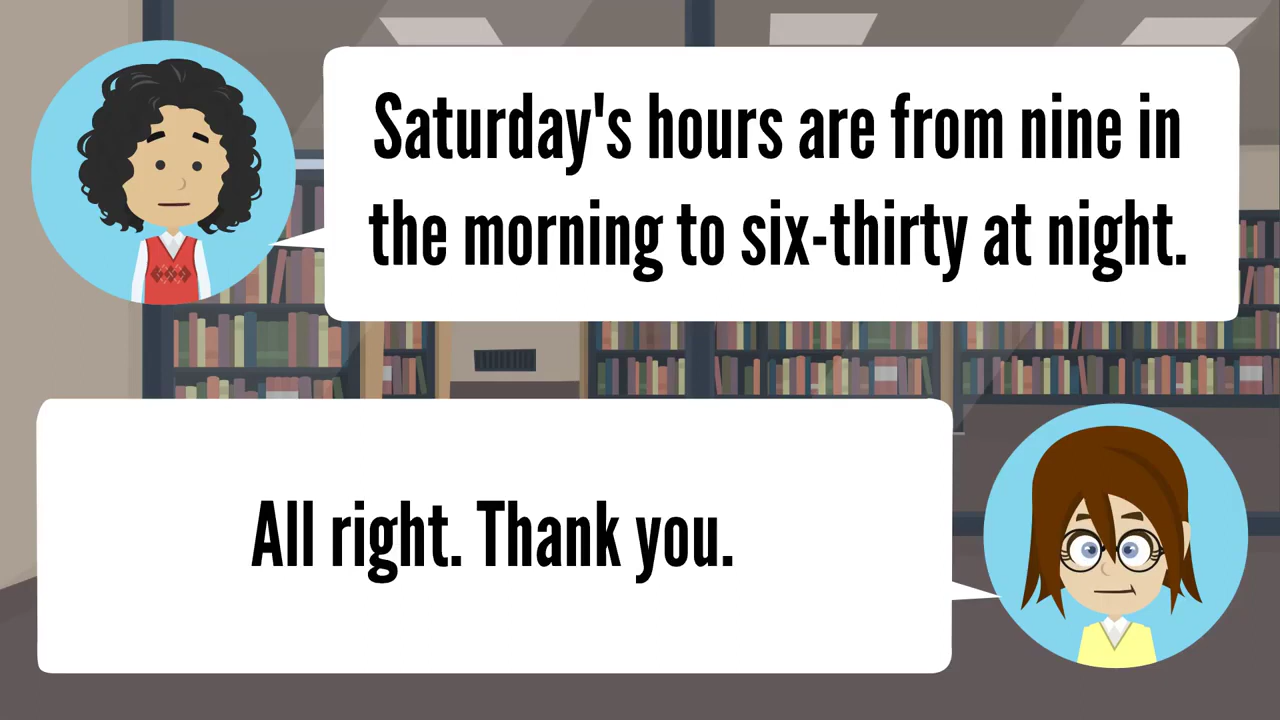 Saturday's hours are from nine in
the morning to six-thirty at night.
All right. Thank you.